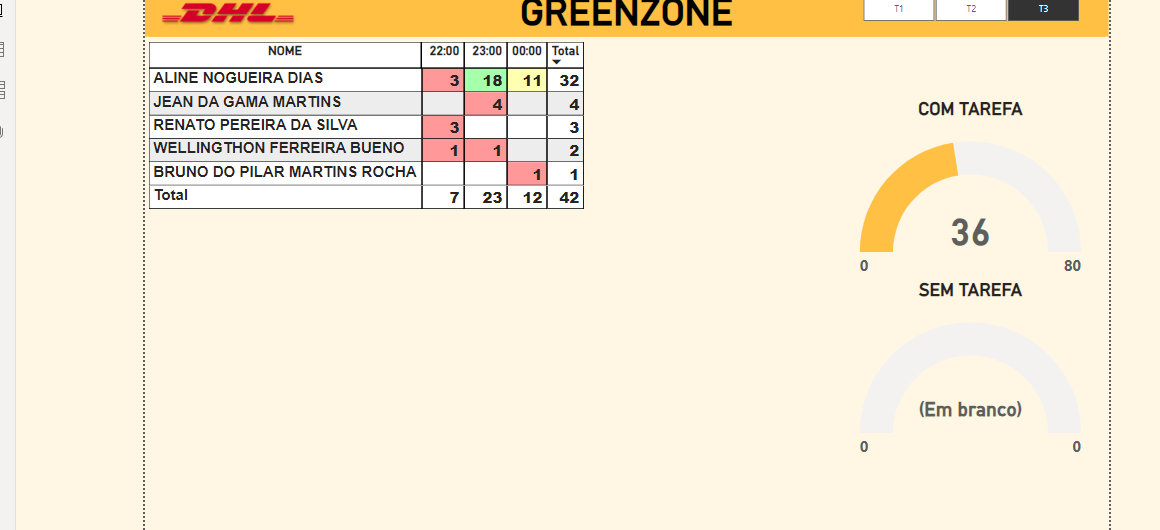 DHL
GREENZONE
T1 T2 T3
NOME 22:00 23:00 00:00 Total
ALINE NOGUEIRA DIAS 3 18 11 32
JEAN DA GAMA MARTINS 4 4
RENATO PEREIRA DA SILVA 3 3
WELLINGTHON FERREIRA BUENO 1 1 2
BRUNO DO PILAR MARTINS ROCHA 1 1
Total 7 23 12 42
COM TAREFA
36
0 80
SEM TAREFA
(Em branco)
0 0